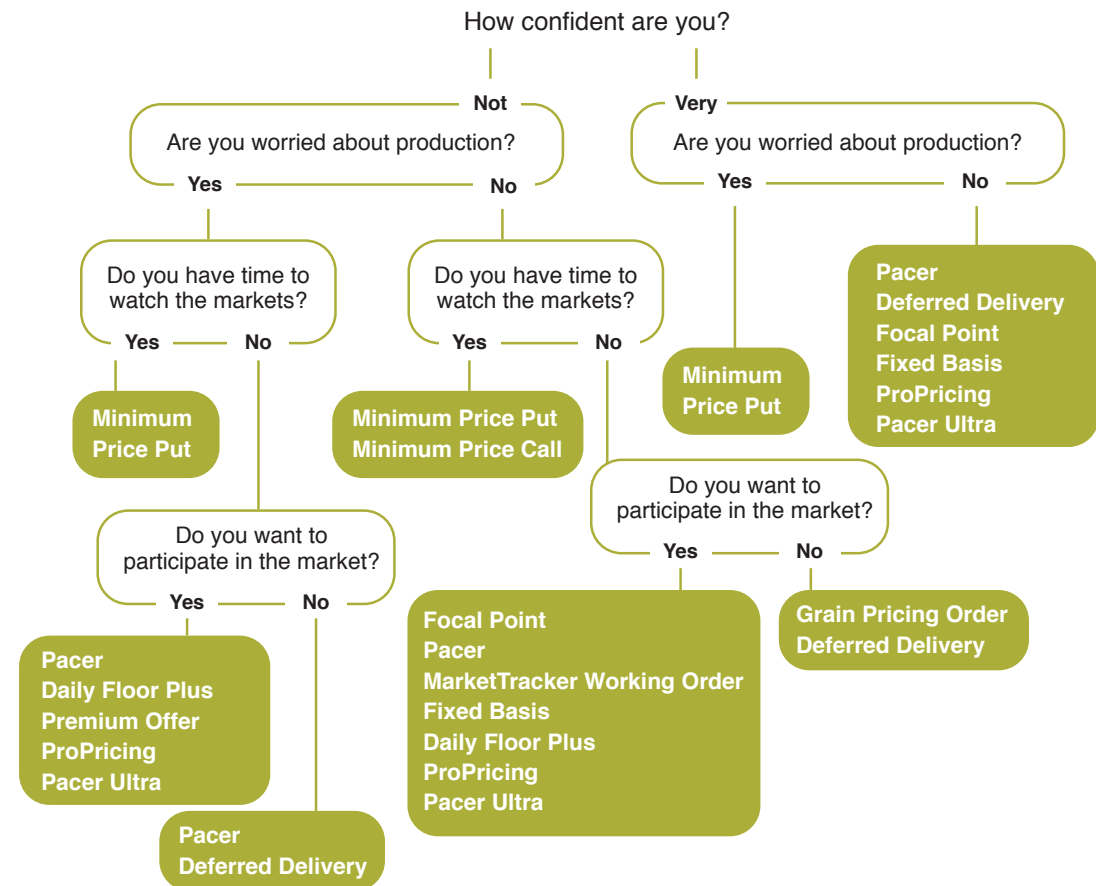 How confident are you?
Not
Very
Are you worried about production?
Are you worried about production?
Yes
No
Yes
No
Do you have time to
watch the markets?
Do you have time to
watch the markets?
Yes
No
Yes
No
Pacer
Deferred Delivery
Focal Point
Fixed Basis
ProPricing
Pacer Ultra
Minimum
Price Put
Minimum
Price Put
Minimum Price Put
Minimum Price Call
Do you want to
participate in the market?
Yes
No
Do you want to
participate in the market?
Yes
No
Focal Point
Pacer
MarketTracker Working Order
Fixed Basis
Daily Floor Plus
ProPricing
Pacer Ultra
Grain Pricing Order
Deferred Delivery
Pacer
Daily Floor Plus
Premium Offer
ProPricing
Pacer Ultra
Pacer
Deferred Delivery